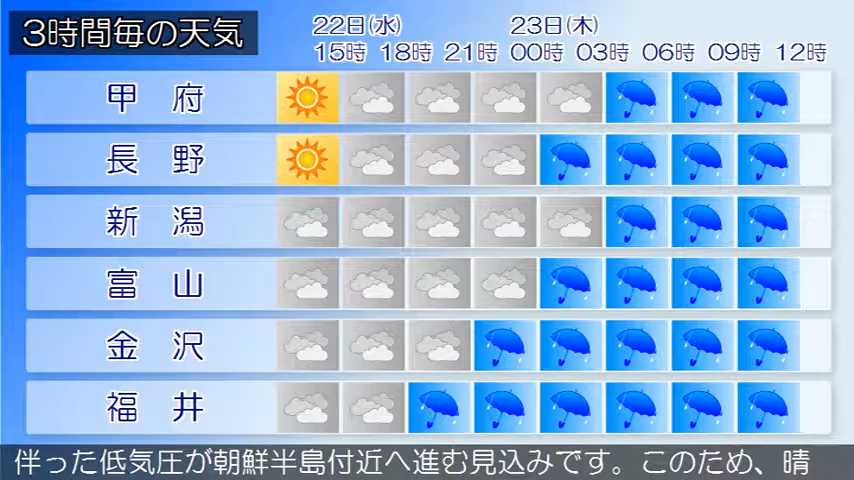 3時間毎の天気
22日(水) 23日(木)
15時 18時 21時 00時 03時 06時 09時 12時
甲府
長野
新潟
富山
金沢
福井
伴った低気圧が朝鮮半島付近へ進む見込みです。このため、晴